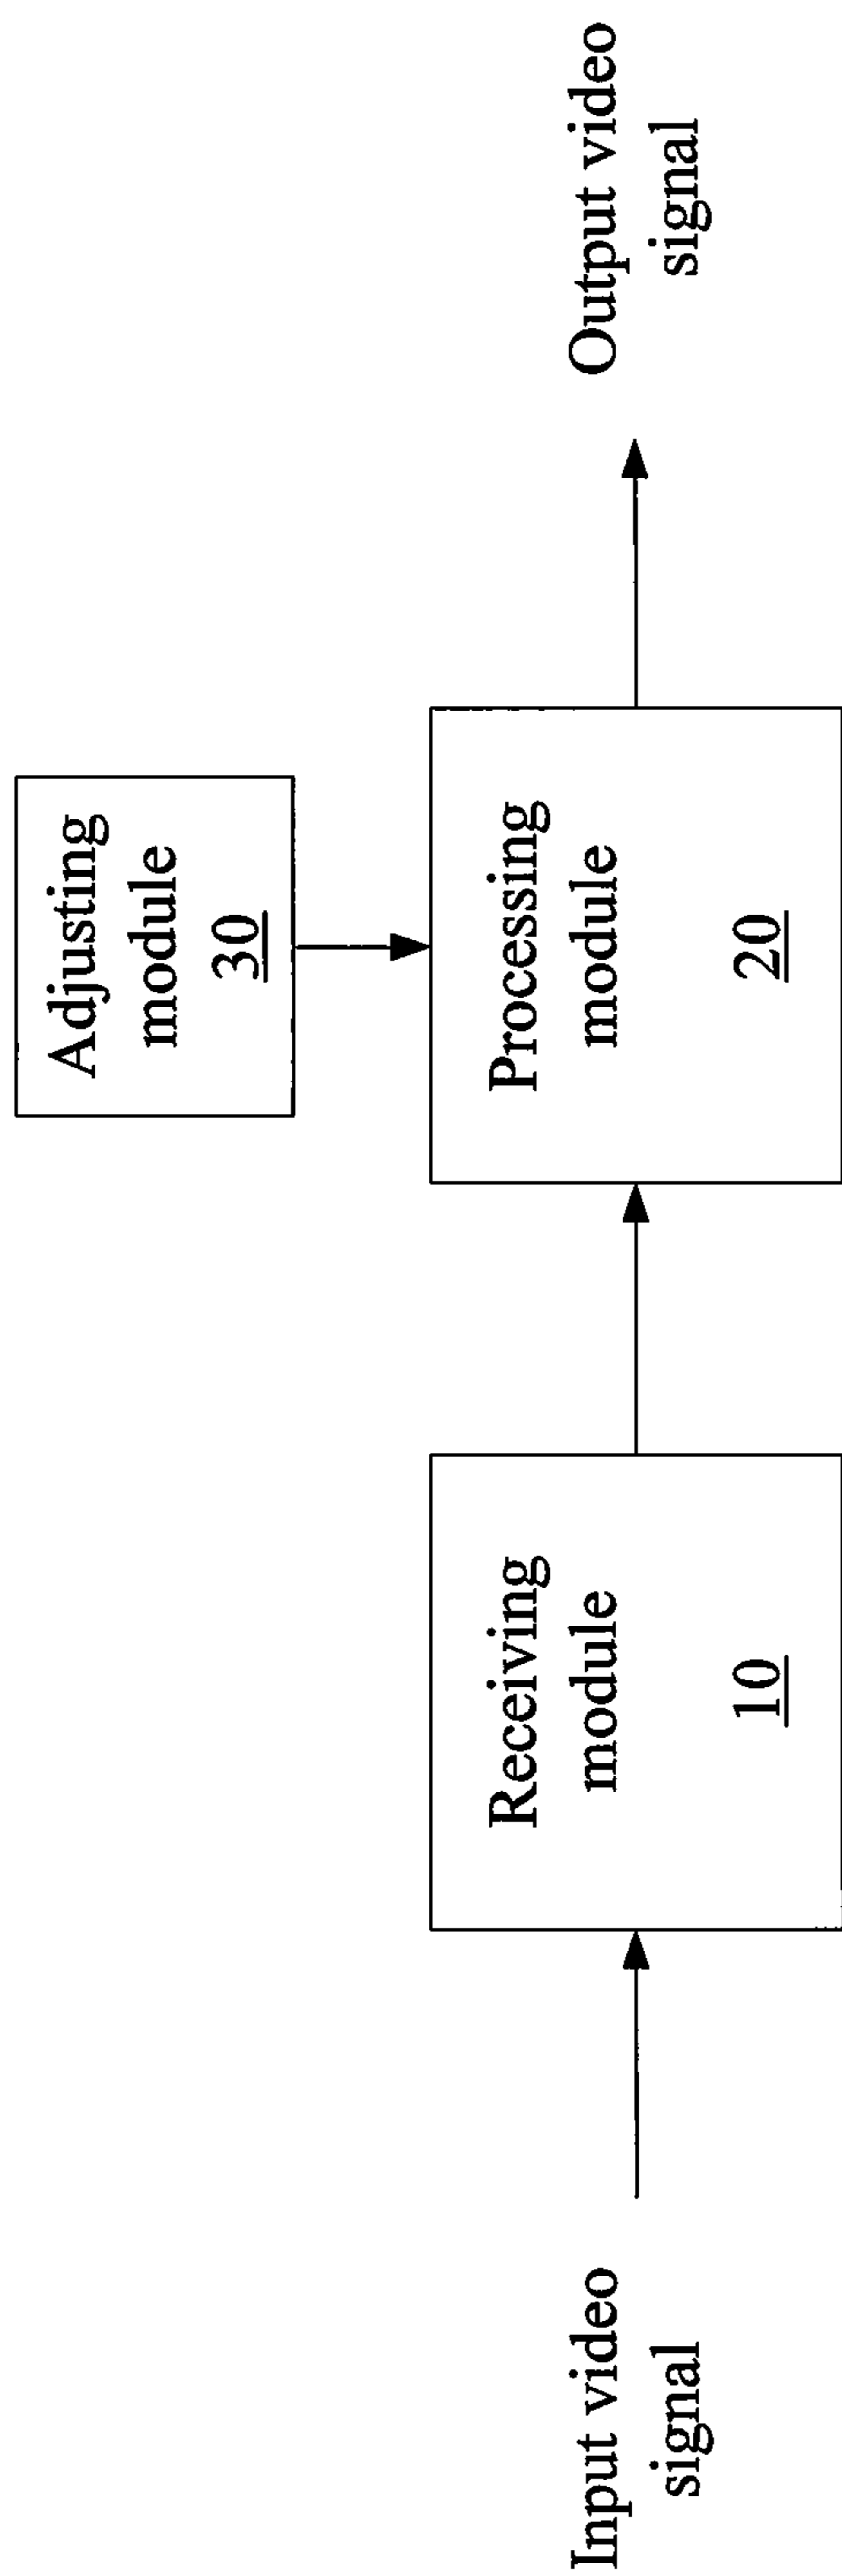 Adjusting
module
30
Input video
signal
Receiving
module
10
Processing
module
20
Output video
signal